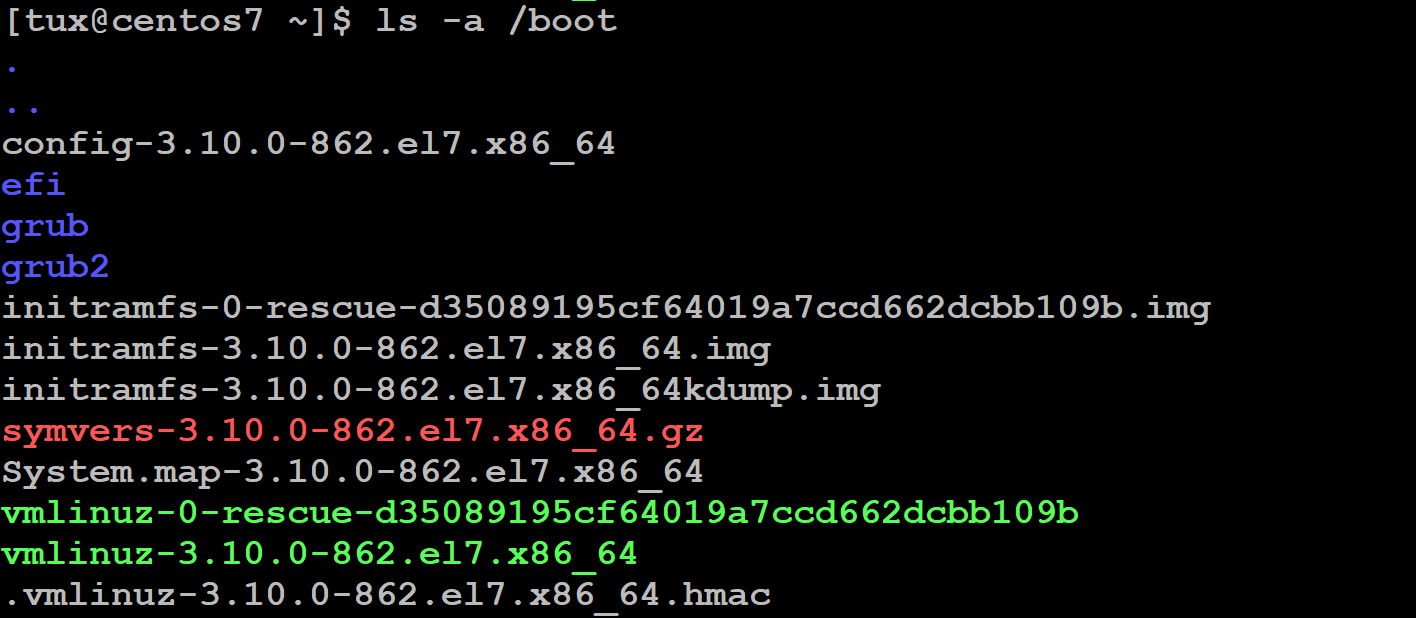 [tux@centos7 ~]$ ls -a /boot
.
..
config-3.10.0-862.el7.x86_64
efi
grub
grub2
initramfs-0-rescue-d35089195cf64019a7ccd662dcbb109b.img
initramfs-3.10.0-862.el7.x86_64.img
initramfs-3.10.0-862.el7.x86_64kdump.img
symvers-3.10.0-862.el7.x86_64.gz
System.map-3.10.0-862.el7.x86_64
vmlinuz-0-rescue-d35089195cf64019a7ccd662dcbb109b
vmlinuz-3.10.0-862.el7.x86_64
.vmlinuz-3.10.0-862.el7.x86_64.hmac